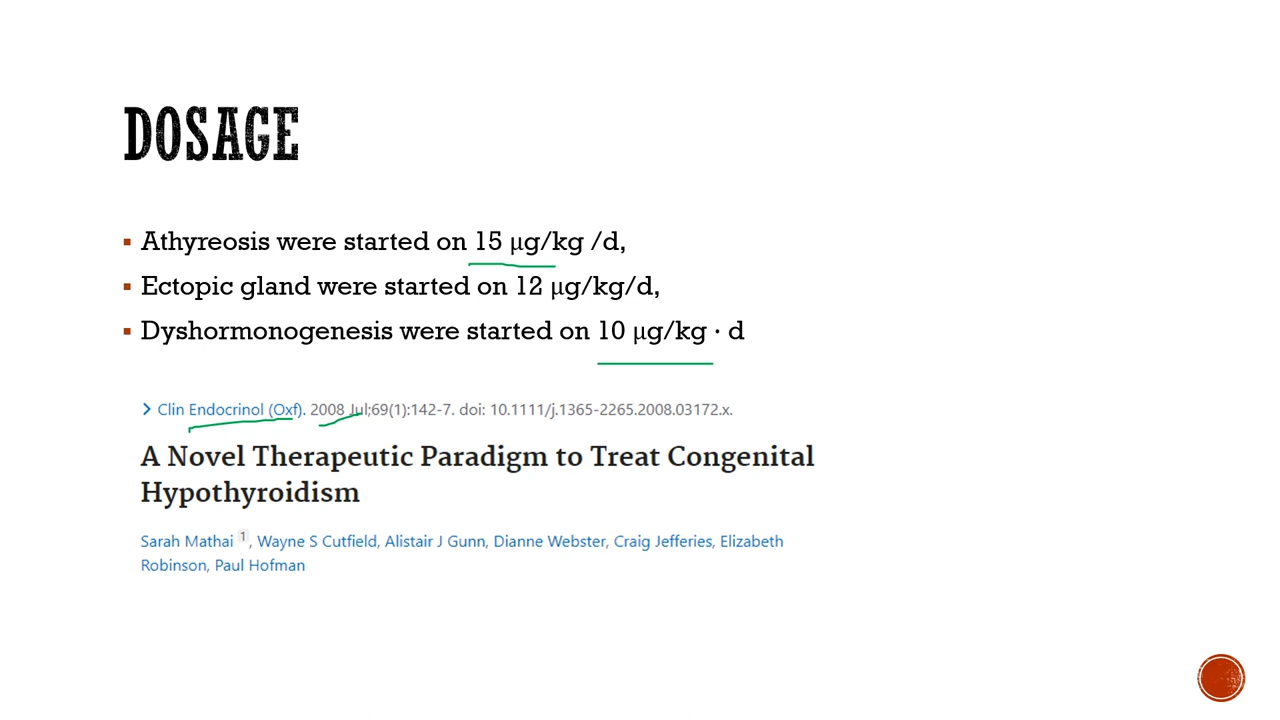 DOSAGE
Athyreosis were started on 15 µg/kg /d,
Ectopic gland were started on 12 µg/kg/d,
Dyshormonogenesis were started on 10 µg/kg · d
Clin Endocrinol (Oxf). 2008 Jul;69(1):142-7. doi: 10.1111/j.1365-2265.2008.03172.x.
A Novel Therapeutic Paradigm to Treat Congenital
Hypothyroidism
Sarah Mathai 1, Wayne S Cutfield, Alistair J Gunn, Dianne Webster, Craig Jefferies, Elizabeth
Robinson, Paul Hofman